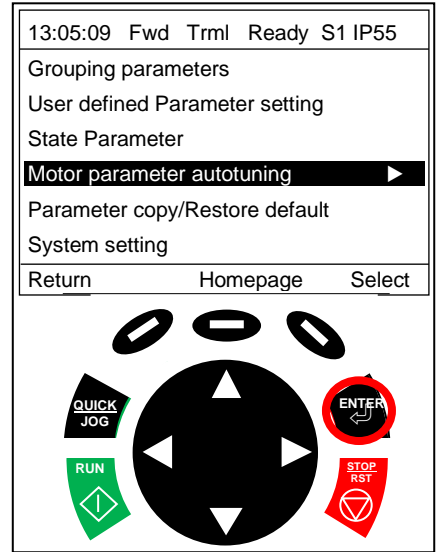 13:05:09 Fwd Trml Ready S1 IP55
Grouping parameters
User defined Parameter setting
State Parameter
Motor parameter autotuning
Parameter copy/Restore default
System setting
Return Homepage Select
QUICK
JOG
ENTER
RUN
STOP
RST